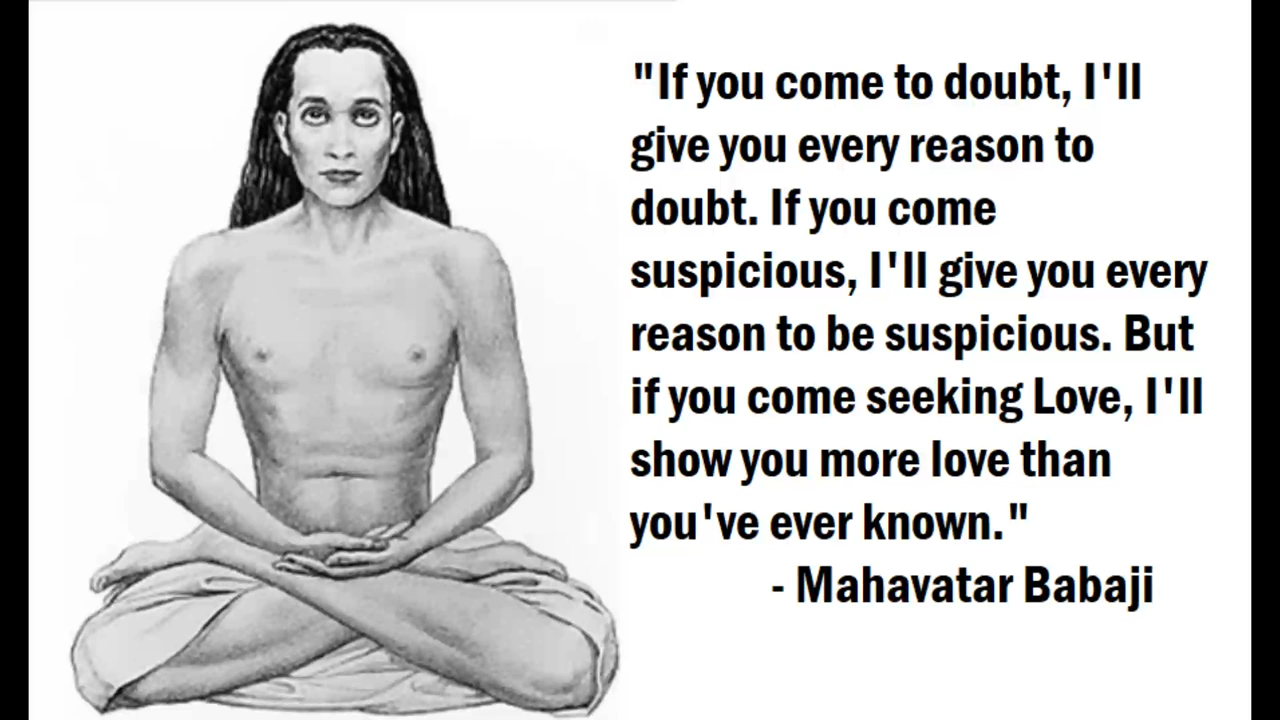 "If you come to doubt, I'll
give you every reason to
doubt. If you come
suspicious, I'll give you every
reason to be suspicious. But
if you come seeking Love, I'll
show you more love than
you've ever known."
- Mahavatar Babaji